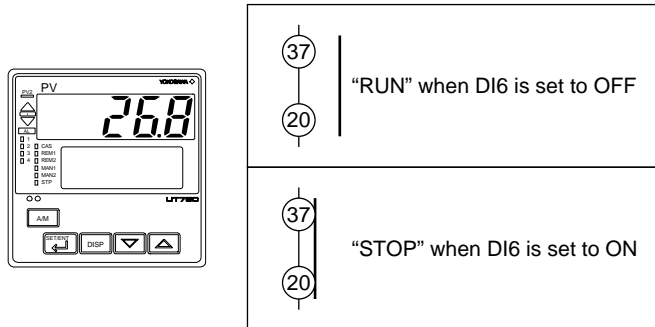 PV2
PV
YOKOGAWA
26.8
AL
1
2
3
4
CAS
REM1
REM2
MAN1
MAN2
STP
UT750
A/M
SET/ENT
DISP
37
20
“RUN” when DI6 is set to OFF
37
20
“STOP” when DI6 is set to ON